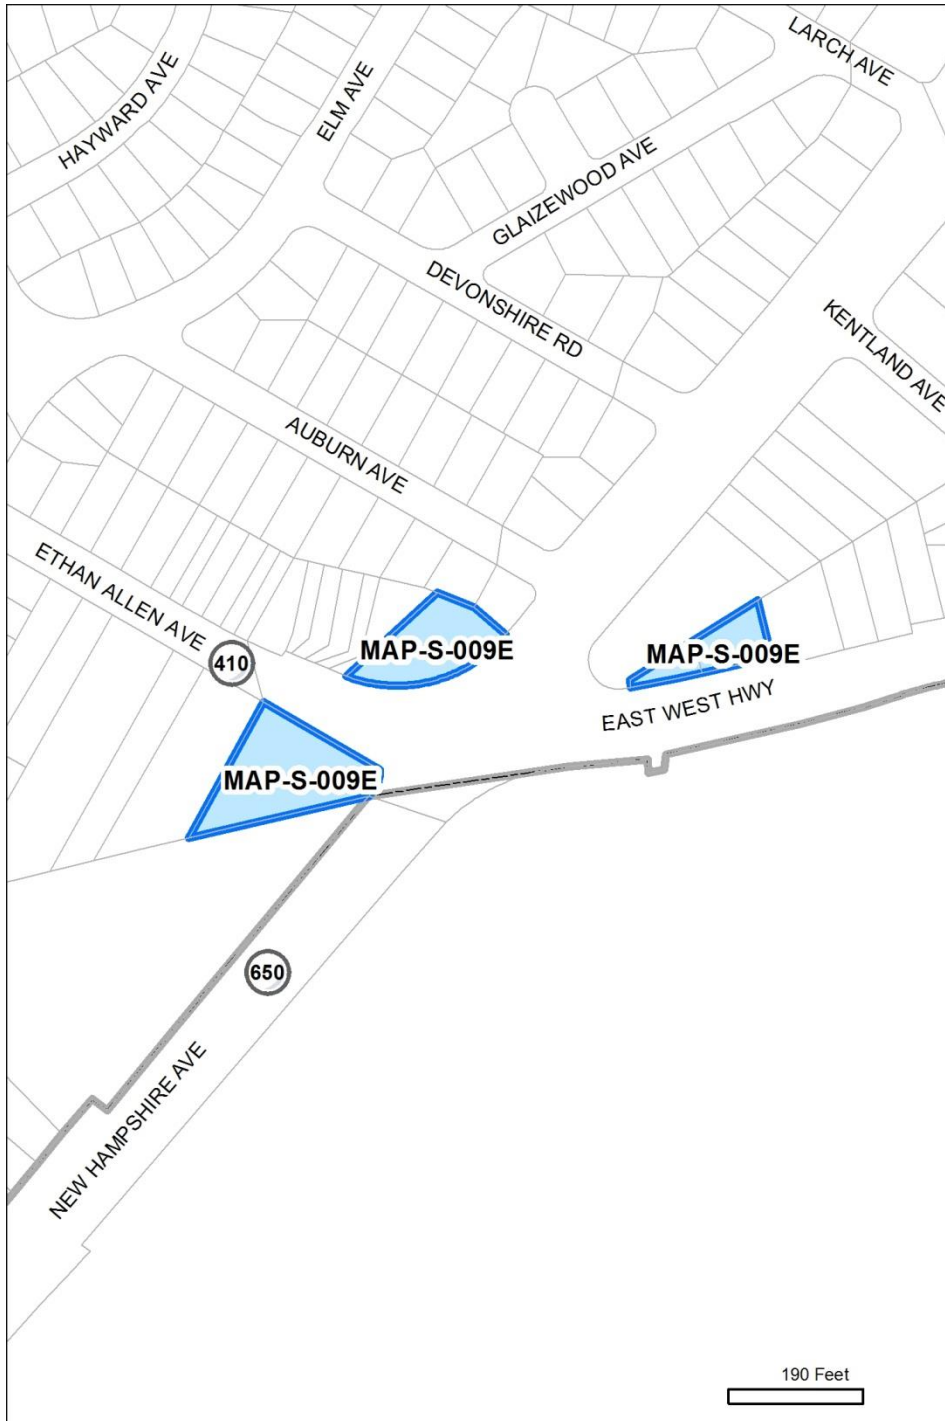 LARCH AVE
HAYWARD AVE
ELM AVE
GLAIZEWOOD AVE
DEVONSHIRE RD
KENTLAND AVE
AUBURN AVE
ETHAN ALLEN AVE
410
MAP-S-009E
MAP-S-009E
EAST WEST HWY
MAP-S-009E
650
NEW HAMPSHIRE AVE
190 Feet